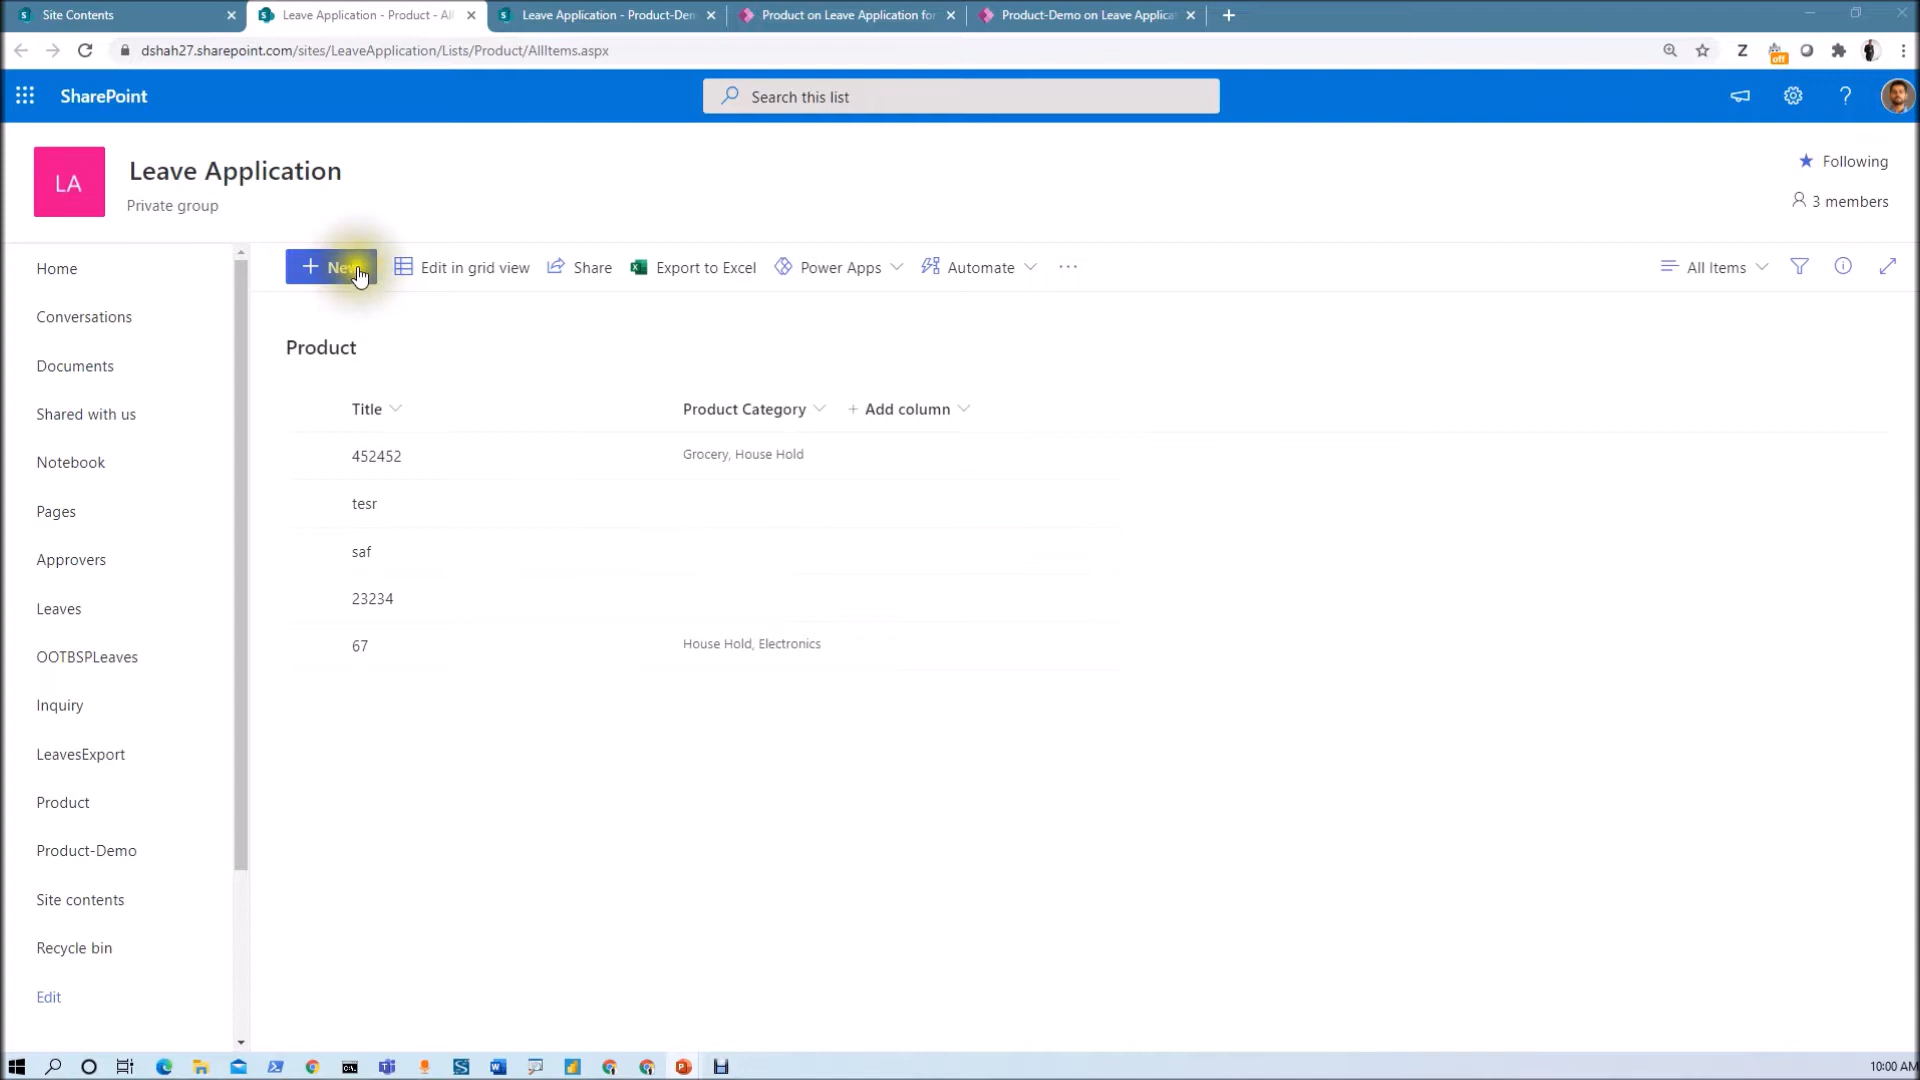 Site Contents
Leave Application - Product - All
Leave Application - Product-Dem
Product on Leave Application for
Product-Demo on Leave Applica
dshah27.sharepoint.com/sites/LeaveApplication/Lists/Product/AllItems.aspx
Z
off
SharePoint
Search this list
?
LA
Leave Application
Private group
Following
3 members
New
Edit in grid view
Share
Export to Excel
Power Apps
Automate
All Items
Home
Conversations
Documents
Shared with us
Notebook
Pages
Approvers
Leaves
OOTBSPLeaves
Inquiry
LeavesExport
Product
Product-Demo
Site contents
Recycle bin
Edit
Product
Title
Product Category
+ Add column
452452
Grocery, House Hold
tesr
saf
23234
67
House Hold, Electronics
10:00 AM